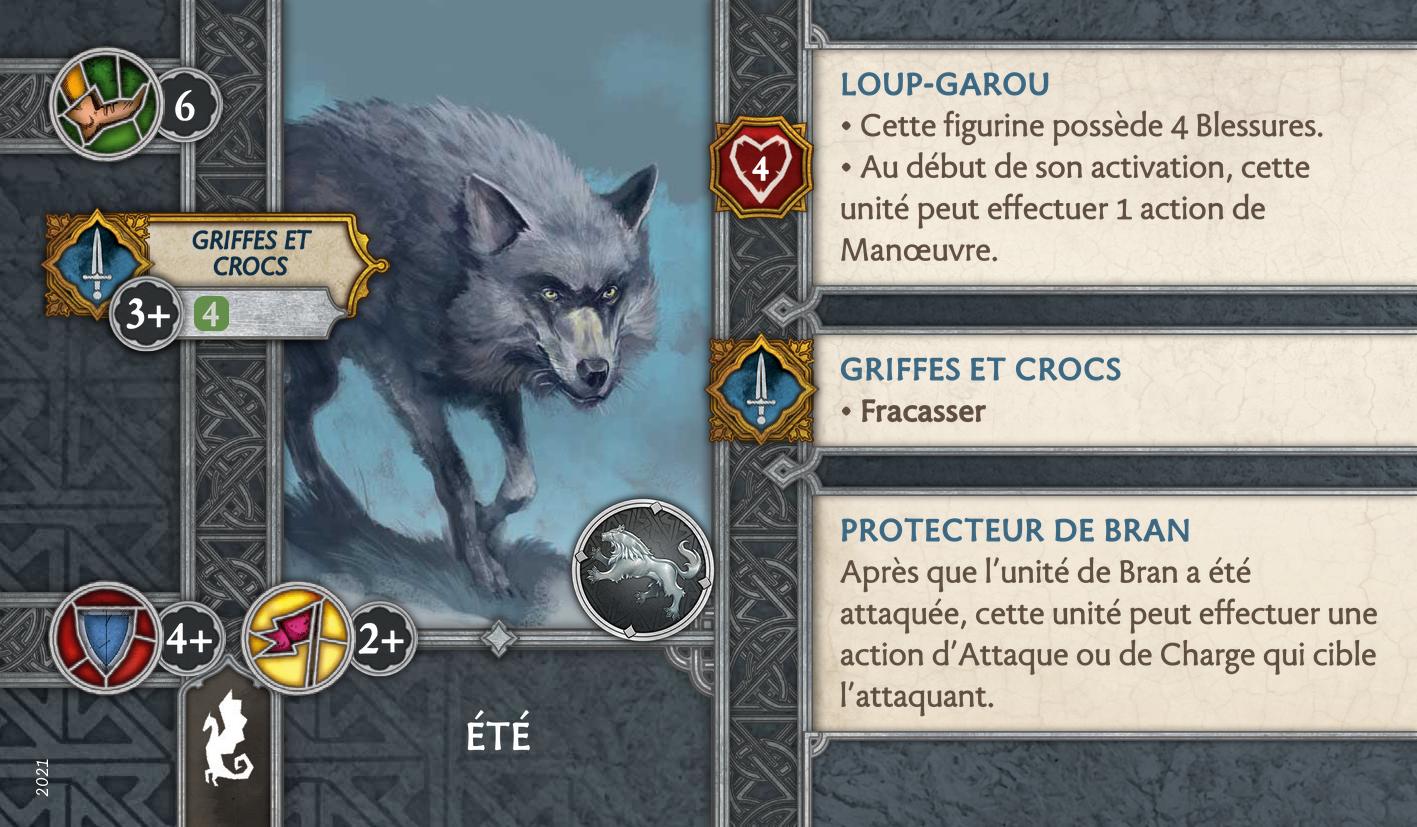 6
GRIFFES ET
CROCS
3+
4
4+
2+
ÉTÉ
2021
4
LOUP-GAROU
• Cette figurine possède 4 Blessures.
• Au début de son activation, cette
unité peut effectuer 1 action de
Manœuvre.
GRIFFES ET CROCS
• Fracasser
PROTECTEUR DE BRAN
Après que l'unité de Bran a été
attaquée, cette unité peut effectuer une
action d'Attaque ou de Charge qui cible
l'attaquant.